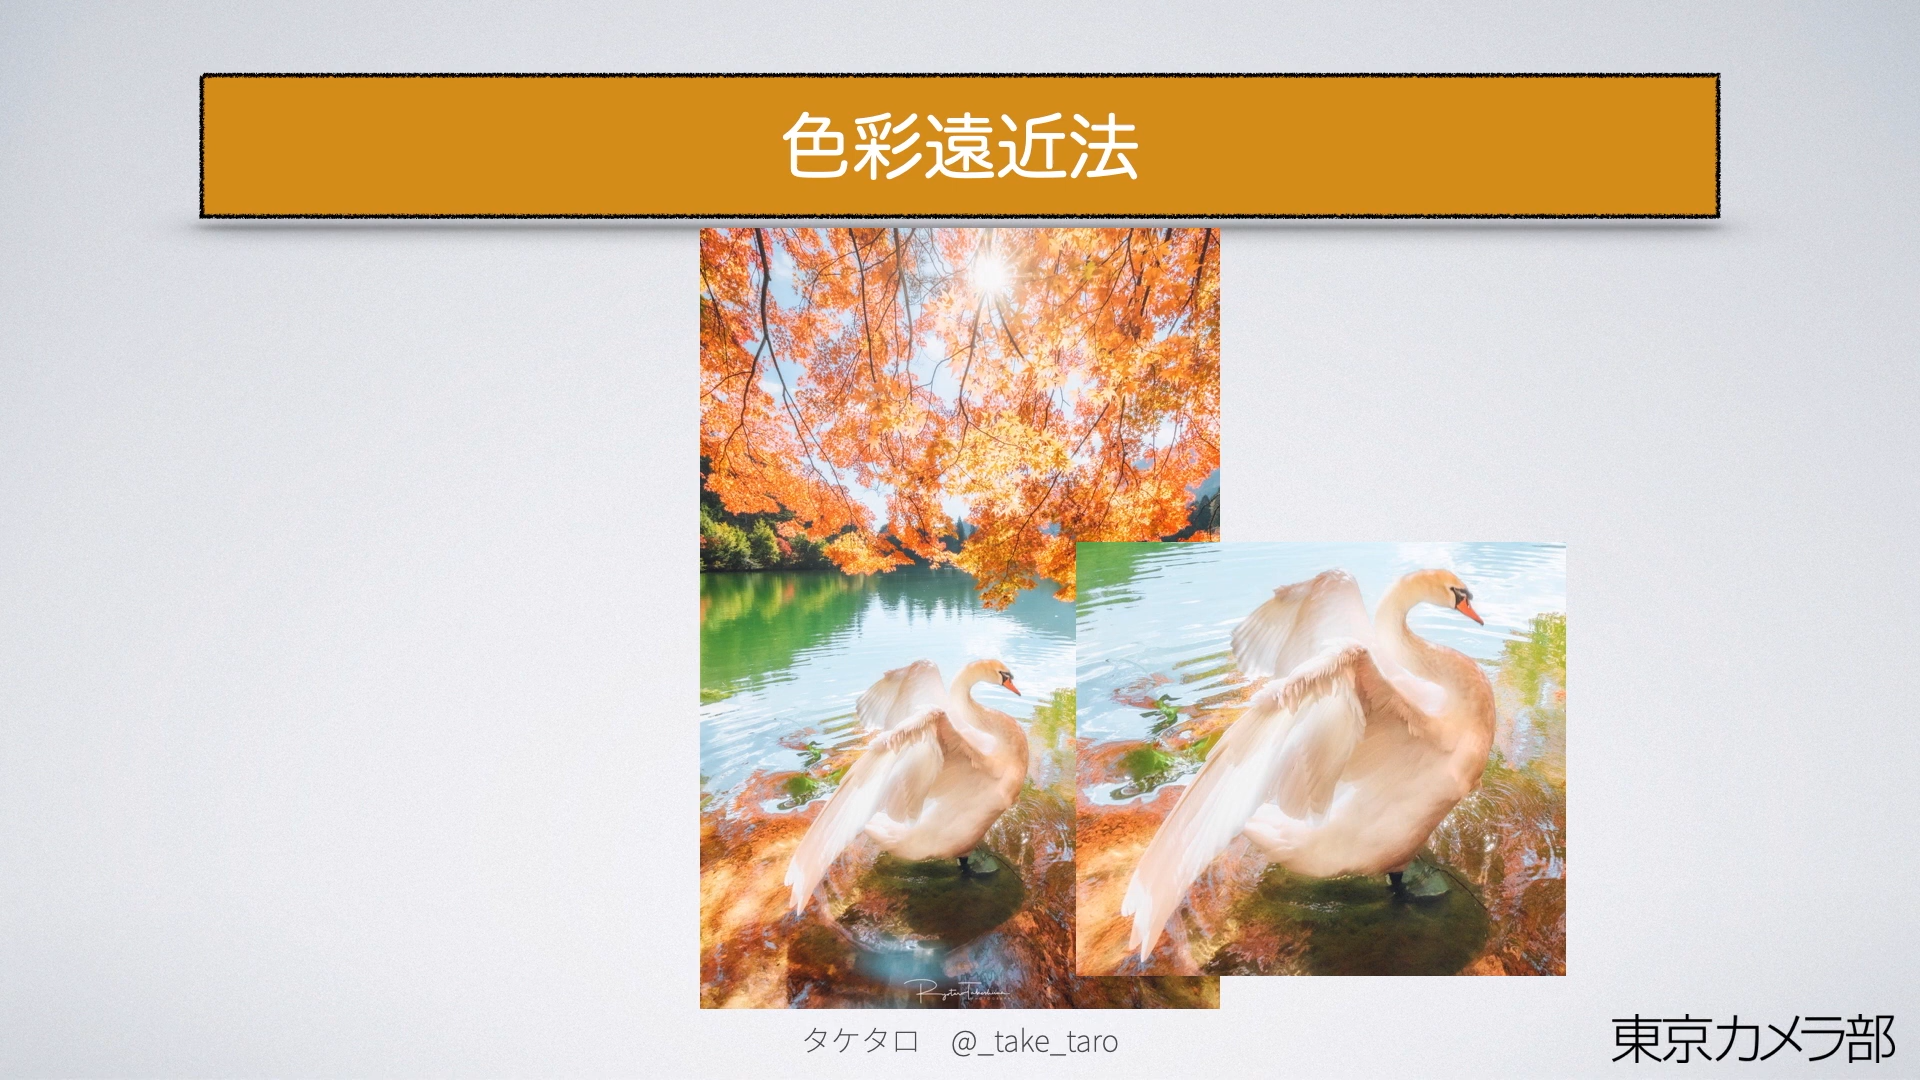 色彩遠近法
タケタロ　@_take_taro
東京カメラ部